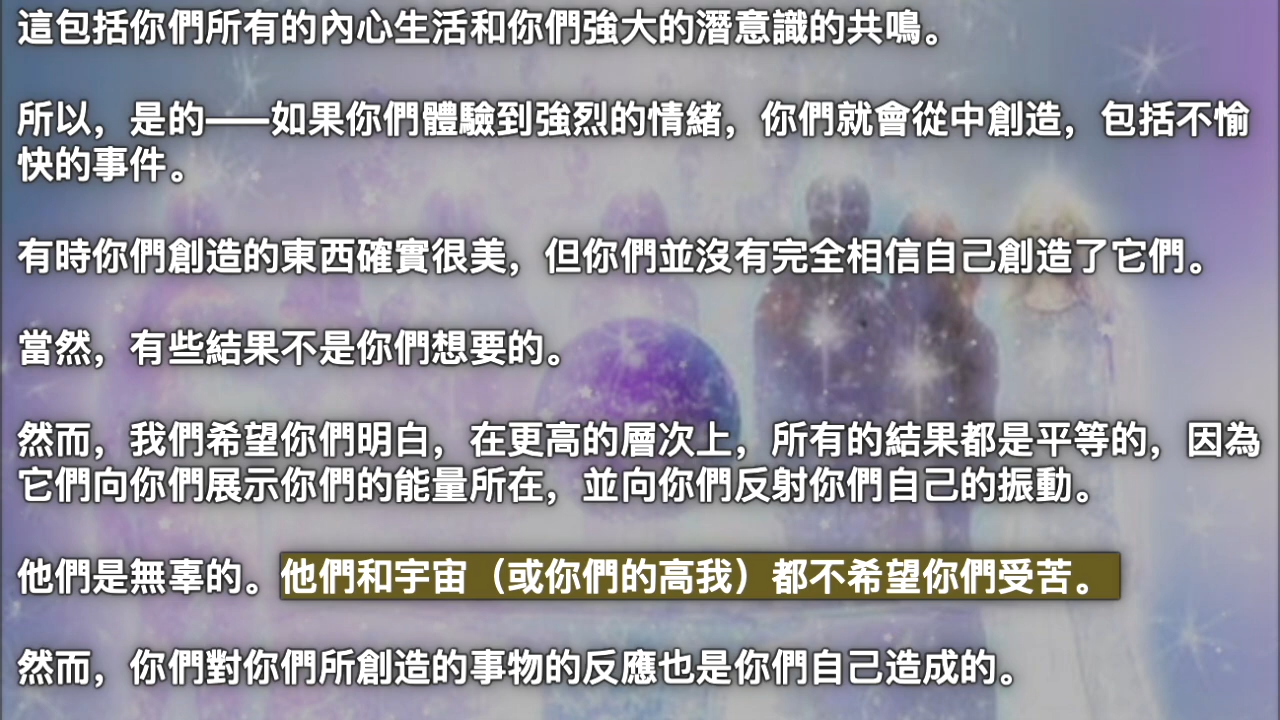 這包括你們所有的內心生活和你們強大的潛意識的共鳴。
所以，是的——如果你們體驗到強烈的情緒，你們就會從中創造，包括不愉
快的事件。
有時你們創造的東西確實很美，但你們並沒有完全相信自己創造了它們。
當然，有些結果不是你們想要的。
然而，我們希望你們明白，在更高的層次上，所有的結果都是平等的，因為
它們向你們展示你們的能量所在，並向你們反射你們自己的振動。
他們是無辜的。他們和宇宙（或你們的高我）都不希望你們受苦。
然而，你們對你們所創造的事物的反應也是你們自己造成的。